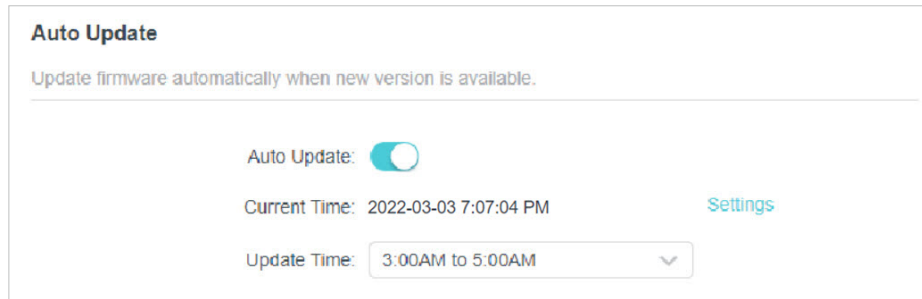 Auto Update
Update firmware automatically when new version is available.
Auto Update:
Current Time: 2022-03-03 7:07:04 PM Settings
Update Time: 3:00AM to 5:00AM